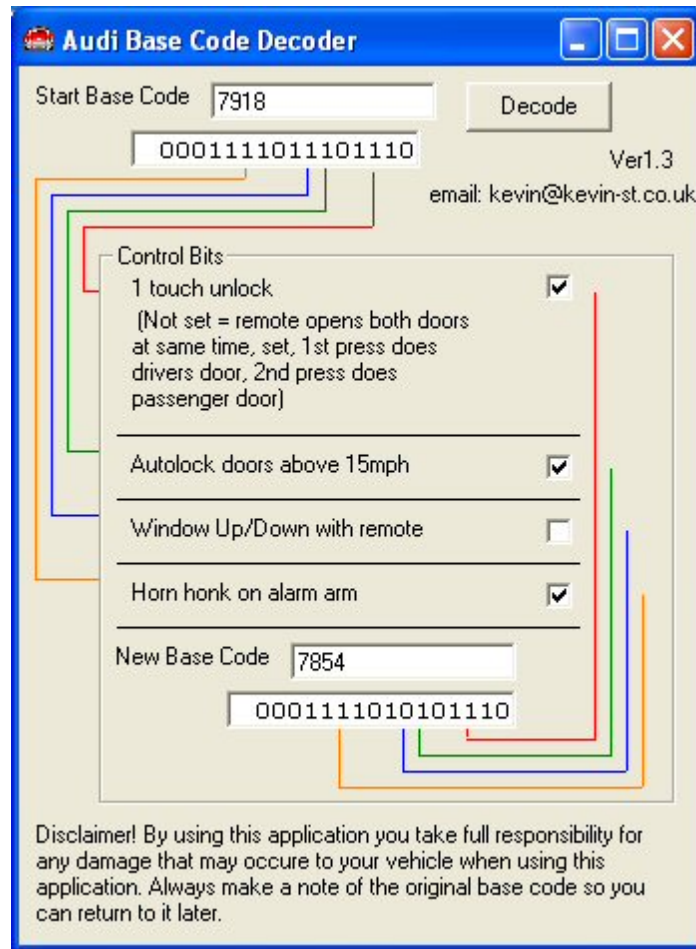 Audi Base Code Decoder
Start Base Code 7918 Decode
0001111011101110
Ver1.3
email: kevin@kevin-st.co.uk
Control Bits
1 touch unlock
(Not set = remote opens both doors
at same time, set, 1st press does
drivers door, 2nd press does
passenger door)
Autolock doors above 15mph
Window Up/Down with remote
Horn honk on alarm arm
New Base Code 7854
0001111010101110
Disclaimer! By using this application you take full responsibility for
any damage that may occure to your vehicle when using this
application. Always make a note of the original base code so you
can return to it later.